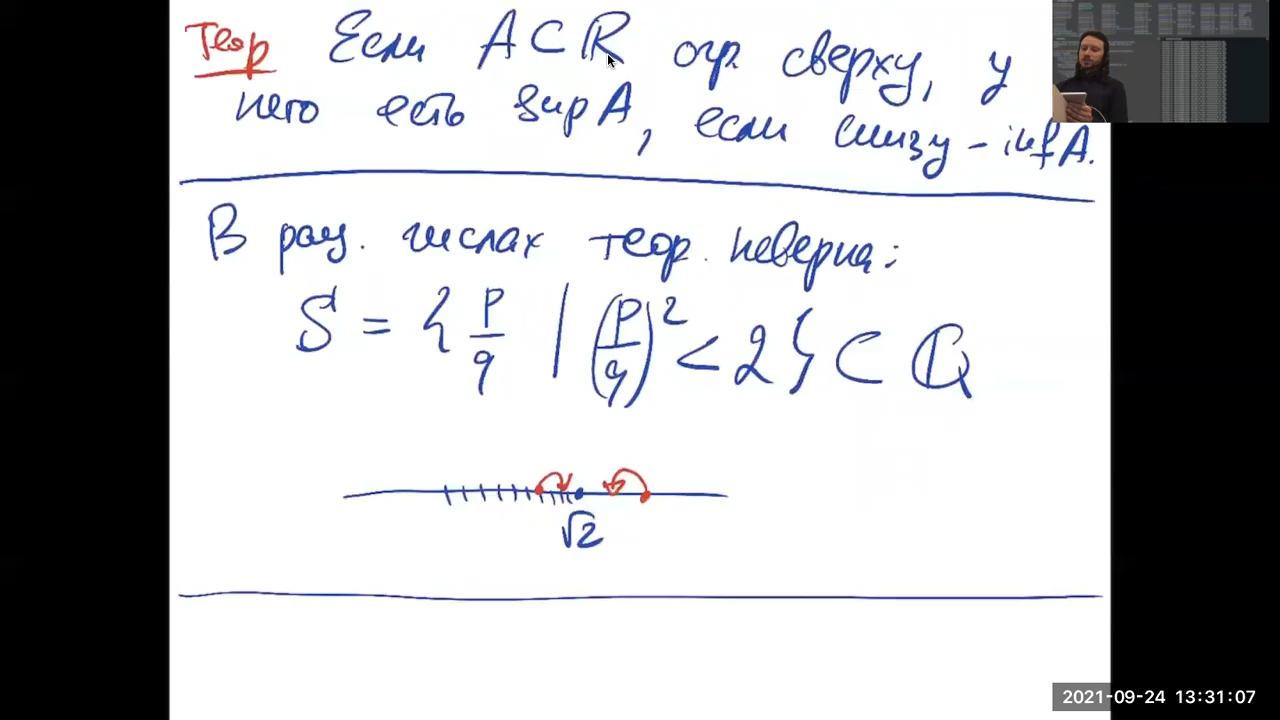 Теор Если A ⊂ ℝ огр. сверху, у
него есть sup A, если снизу – inf A.
В рац. числах теор. неверна:
S = { p/q | (p/q)² < 2 } ⊂ ℚ
√2
2021-09-24 13:31:07